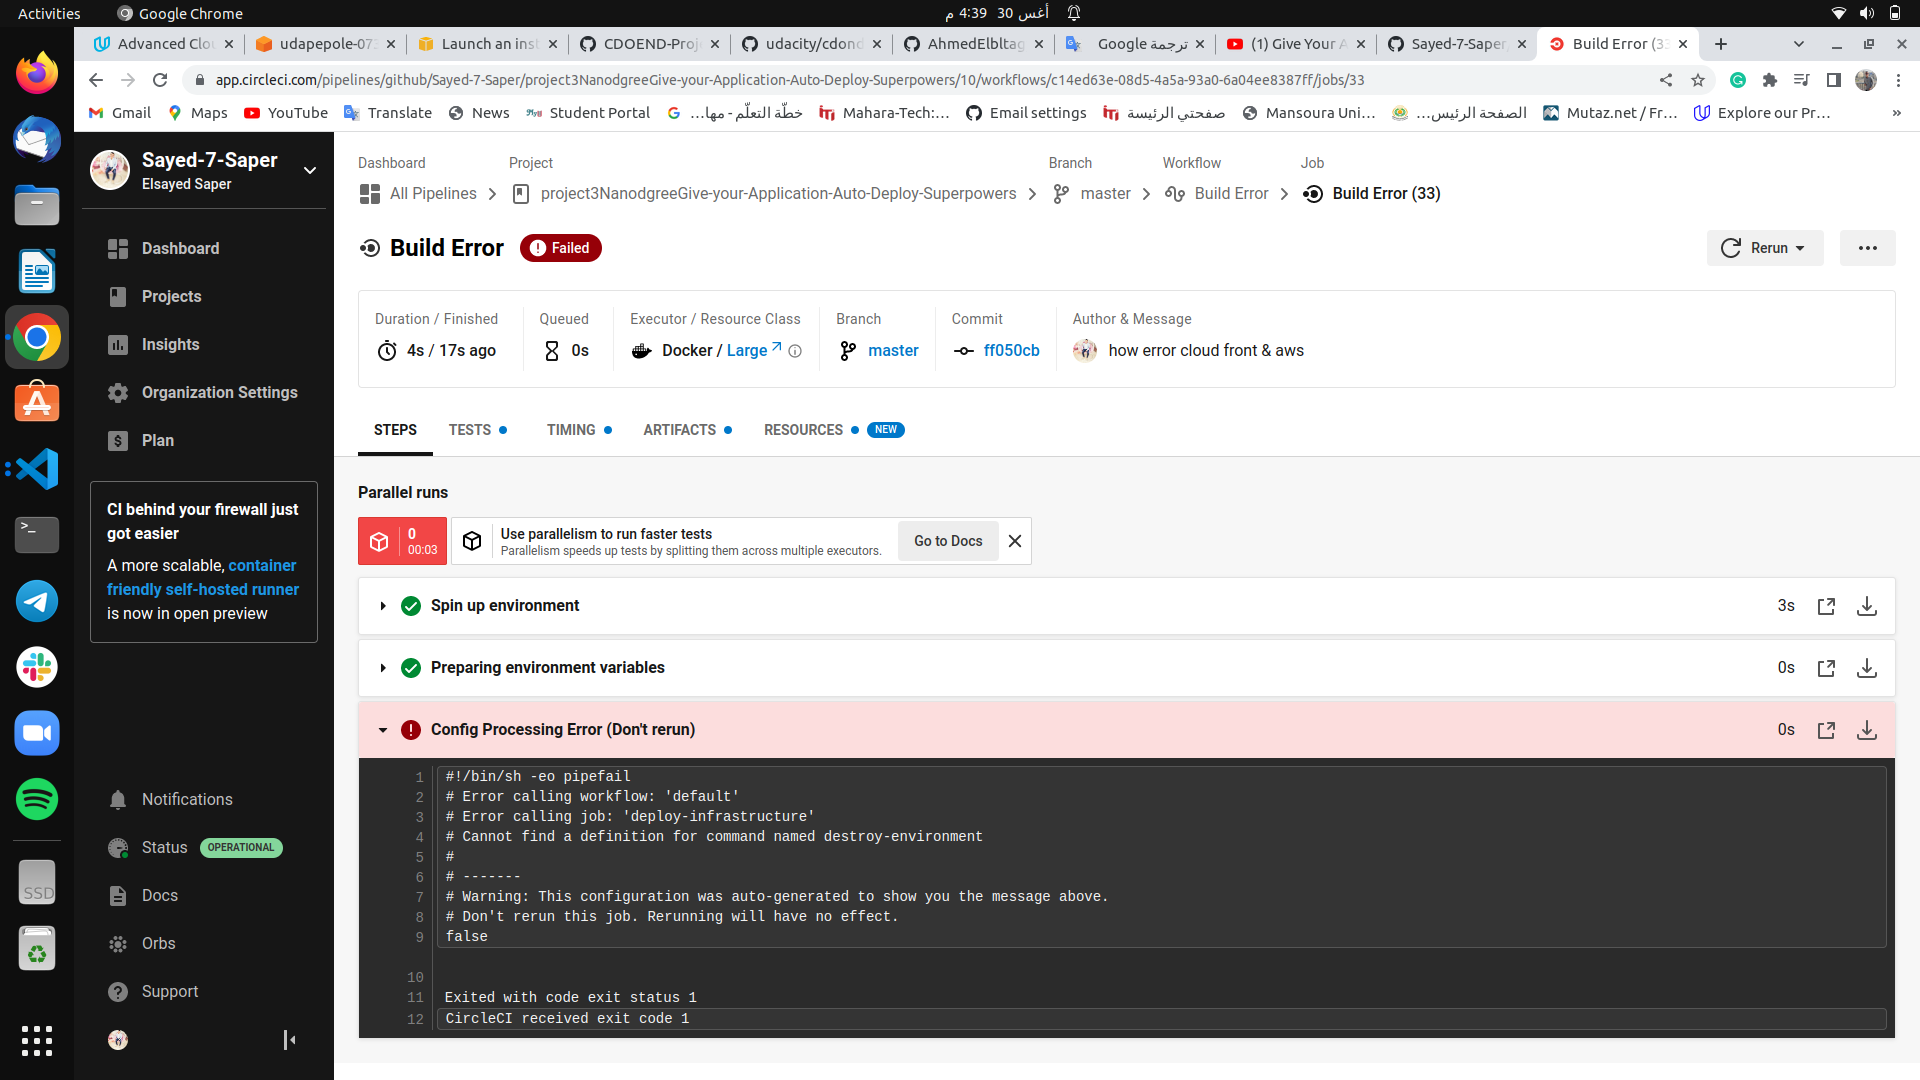 Activities
Google Chrome
أغس 30 4:39 م
Advanced Clo
udapepole-073
Launch an inst
CDOEND-Proj
udacity/cdond
AhmedElbltag
ترجمة Google
(1) Give Your A
Sayed-7-Saper
Build Error (33
app.circleci.com/pipelines/github/Sayed-7-Saper/project3NanodgreeGive-your-Application-Auto-Deploy-Superpowers/10/workflows/c14ed63e-08d5-4a5a-93a0-6a04ee8387ff/jobs/33
Gmail
Maps
YouTube
Translate
News
Student Portal
خطّة التعلّم - مها...
Mahara-Tech:...
Email settings
صفحتي الرئيسة
Mansoura Uni...
الصفحة الرئيس...
Mutaz.net / Fr...
Explore our Pr...
»
Sayed-7-Saper
Elsayed Saper
Dashboard
Projects
Insights
Organization Settings
Plan
CI behind your firewall just
got easier
A more scalable, container
friendly self-hosted runner
is now in open preview
Notifications
Status OPERATIONAL
Docs
Orbs
Support
SSD
Dashboard Project Branch Workflow Job
All Pipelines project3NanodgreeGive-your-Application-Auto-Deploy-Superpowers master Build Error Build Error (33)
Build Error Failed
Rerun
Duration / Finished Queued Executor / Resource Class Branch Commit Author & Message
4s / 17s ago 0s Docker / Large master ff050cb how error cloud front & aws
STEPS TESTS TIMING ARTIFACTS RESOURCES NEW
Parallel runs
0
00:03
Use parallelism to run faster tests
Parallelism speeds up tests by splitting them across multiple executors.
Go to Docs
Spin up environment 3s
Preparing environment variables 0s
Config Processing Error (Don't rerun) 0s
1 #!/bin/sh -eo pipefail
2 # Error calling workflow: 'default'
3 # Error calling job: 'deploy-infrastructure'
4 # Cannot find a definition for command named destroy-environment
5 #
6 # -------
7 # Warning: This configuration was auto-generated to show you the message above.
8 # Don't rerun this job. Rerunning will have no effect.
9 false
10
11 Exited with code exit status 1
12 CircleCI received exit code 1